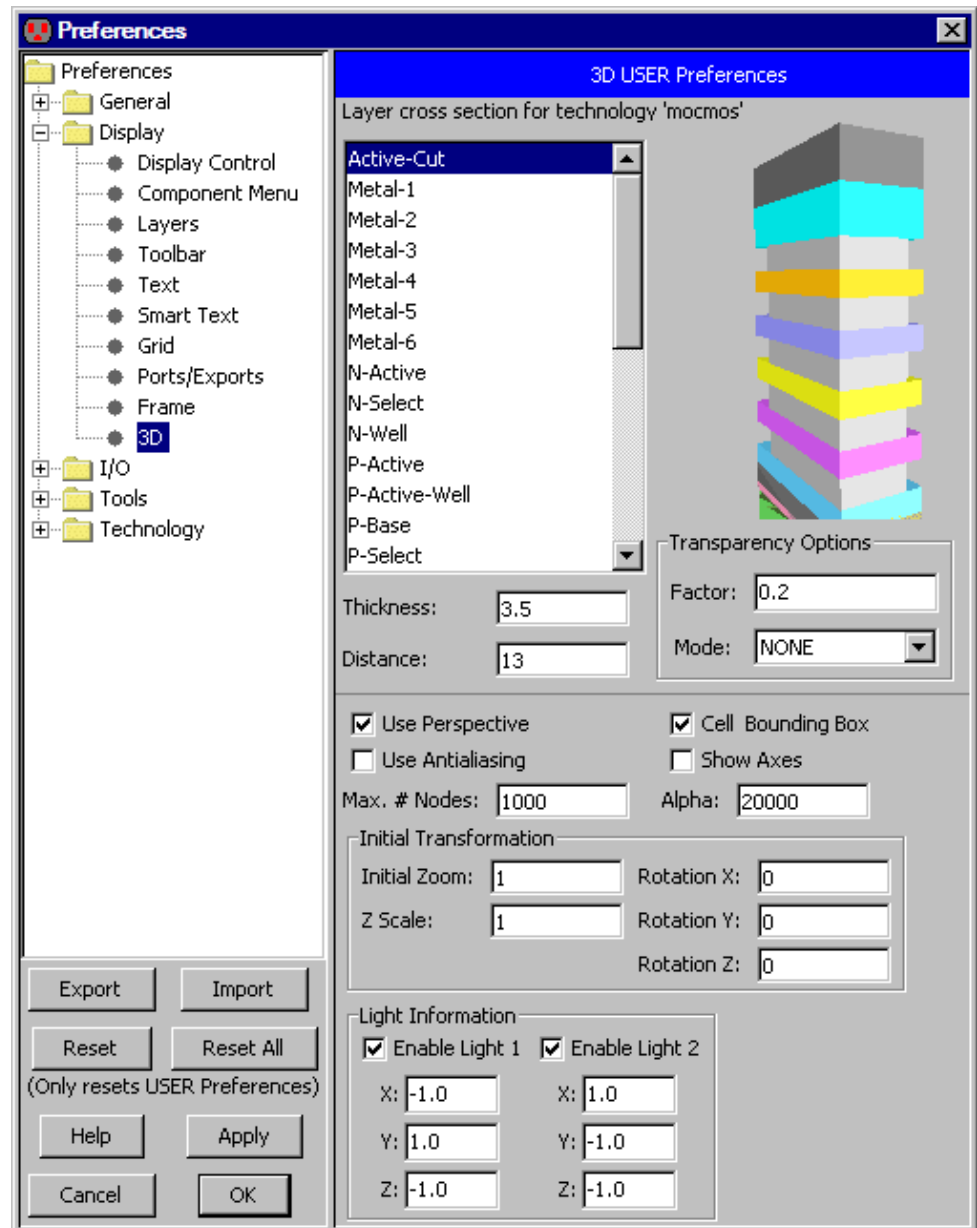 Preferences
Preferences
General
Display
Display Control
Component Menu
Layers
Toolbar
Text
Smart Text
Grid
Ports/Exports
Frame
3D
I/O
Tools
Technology
Export Import
Reset Reset All
(Only resets USER Preferences)
Help Apply
Cancel OK
3D USER Preferences
Layer cross section for technology 'mocmos'
Active-Cut
Metal-1
Metal-2
Metal-3
Metal-4
Metal-5
Metal-6
N-Active
N-Select
N-Well
P-Active
P-Active-Well
P-Base
P-Select
Thickness: 3.5
Distance: 13
Transparency Options
Factor: 0.2
Mode: NONE
Use Perspective Cell Bounding Box
Use Antialiasing Show Axes
Max. # Nodes: 1000 Alpha: 20000
Initial Transformation
Initial Zoom: 1 Rotation X: 0
Z Scale: 1 Rotation Y: 0
Rotation Z: 0
Light Information
Enable Light 1 Enable Light 2
X: -1.0 X: 1.0
Y: 1.0 Y: -1.0
Z: -1.0 Z: -1.0